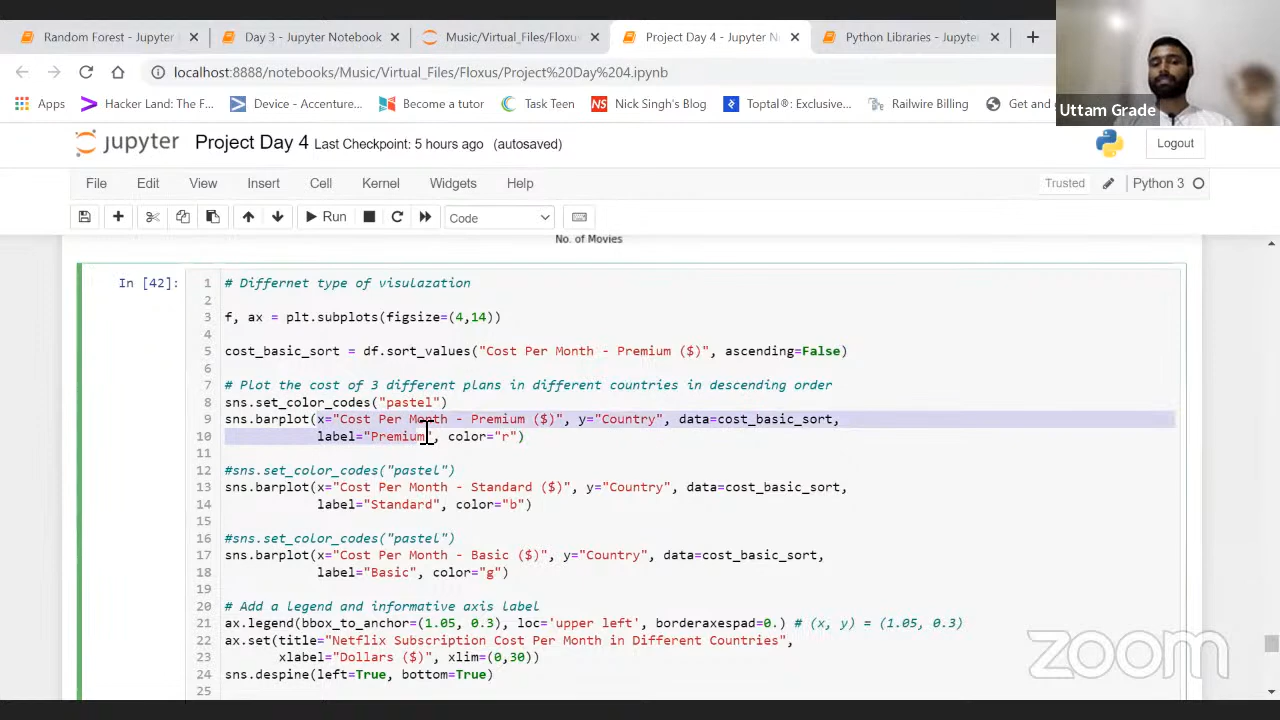 Random Forest - Jupyter
Day 3 - Jupyter Notebook
Music/Virtual_Files/Floxus
Project Day 4 - Jupyter N
Python Libraries - Jupyte
localhost:8888/notebooks/Music/Virtual_Files/Floxus/Project%20Day%204.ipynb
Apps
Hacker Land: The F...
Device - Accenture...
Become a Tutor
Task Teen
NS
Nick Singh's Blog
Toptal®: Exclusive...
Railwire Billing
Get and
Uttam Grade
jupyter
Project Day 4 Last Checkpoint: 5 hours ago (autosaved)
Logout
File Edit View Insert Cell Kernel Widgets Help
Trusted
Python 3
Run
Code
No. of Movies
In [42]:
1 # Differnet type of visulazation
2
3 f, ax = plt.subplots(figsize=(4,14))
4
5 cost_basic_sort = df.sort_values("Cost Per Month - Premium ($)", ascending=False)
6
7 # Plot the cost of 3 different plans in different countries in descending order
8 sns.set_color_codes("pastel")
9 sns.barplot(x="Cost Per Month - Premium ($)", y="Country", data=cost_basic_sort,
10 label="Premium", color="r")
11
12 #sns.set_color_codes("pastel")
13 sns.barplot(x="Cost Per Month - Standard ($)", y="Country", data=cost_basic_sort,
14 label="Standard", color="b")
15
16 #sns.set_color_codes("pastel")
17 sns.barplot(x="Cost Per Month - Basic ($)", y="Country", data=cost_basic_sort,
18 label="Basic", color="g")
19
20 # Add a legend and informative axis label
21 ax.legend(bbox_to_anchor=(1.05, 0.3), loc='upper left', borderaxespad=0.) # (x, y) = (1.05, 0.3)
22 ax.set(title="Netflix Subscription Cost Per Month in Different Countries",
23 xlabel="Dollars ($)", xlim=(0,30))
24 sns.despine(left=True, bottom=True)
25
zoom